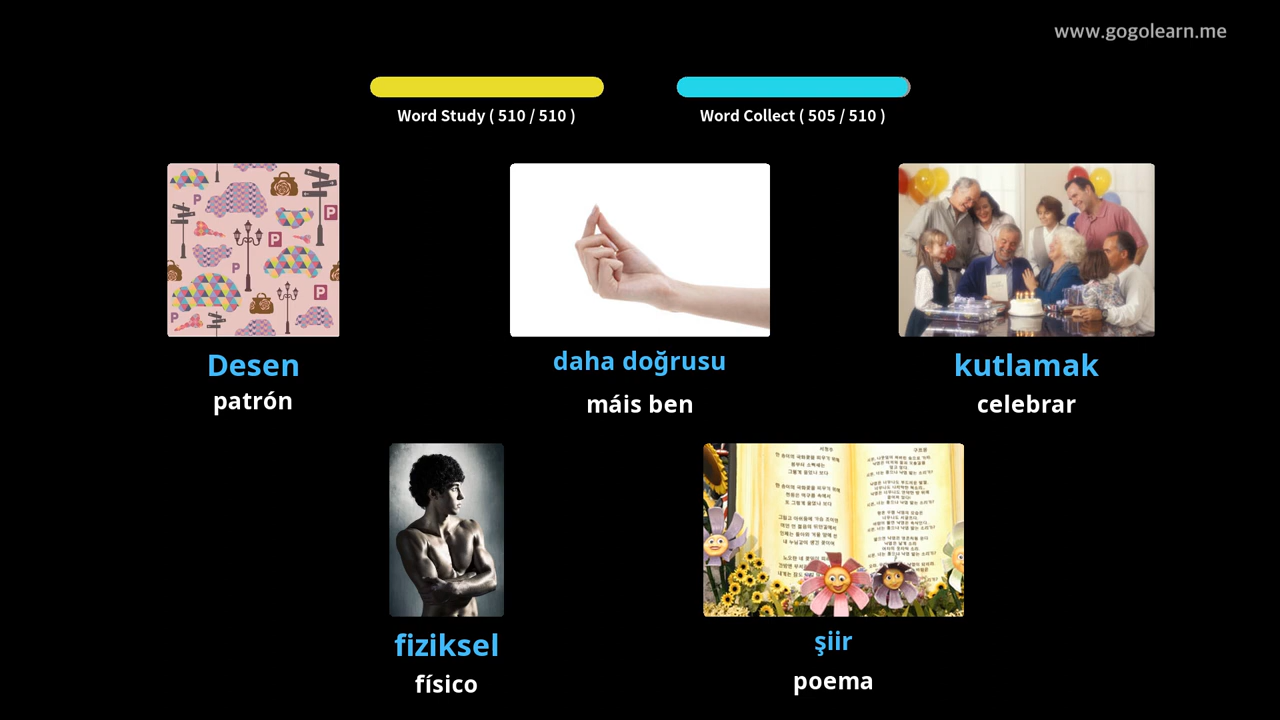 www.gogolearn.me
Word Study ( 510 / 510 )
Word Collect ( 505 / 510 )
P
P
P
P
P
P
Desen
patrón
daha doğrusu
máis ben
kutlamak
celebrar
fiziksel
físico
şiir
poema